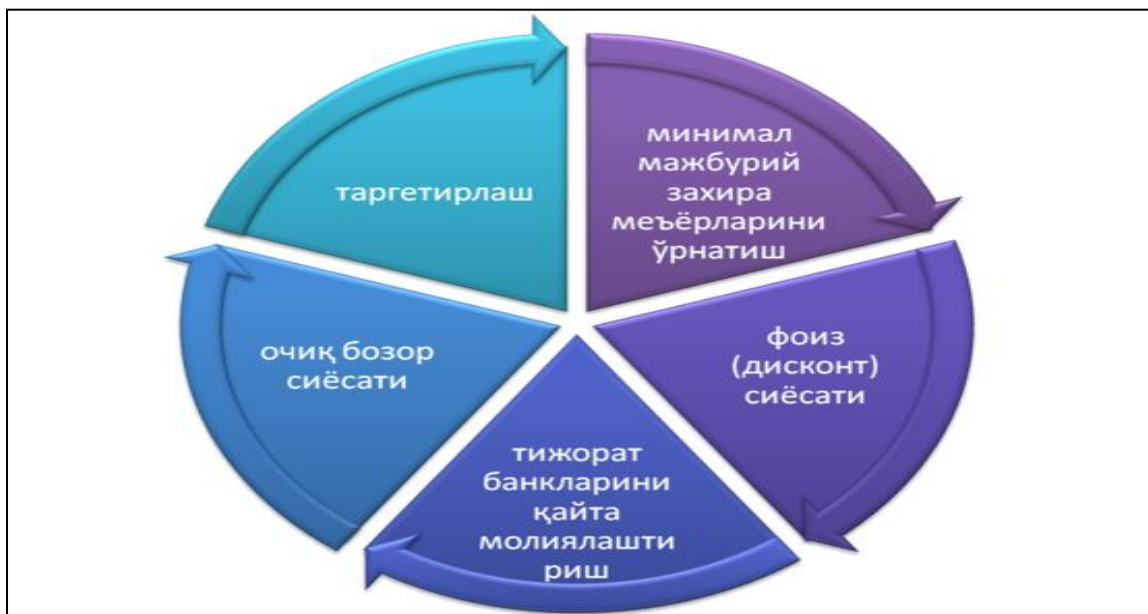 минимал
мажбурий
захира
меъёрларини
ўрнатиш
фоиз
(дисконт)
сиёсати
тижорат
банкларини
қайта
молиялашти
риш
очиқ бозор
сиёсати
таргетирлаш